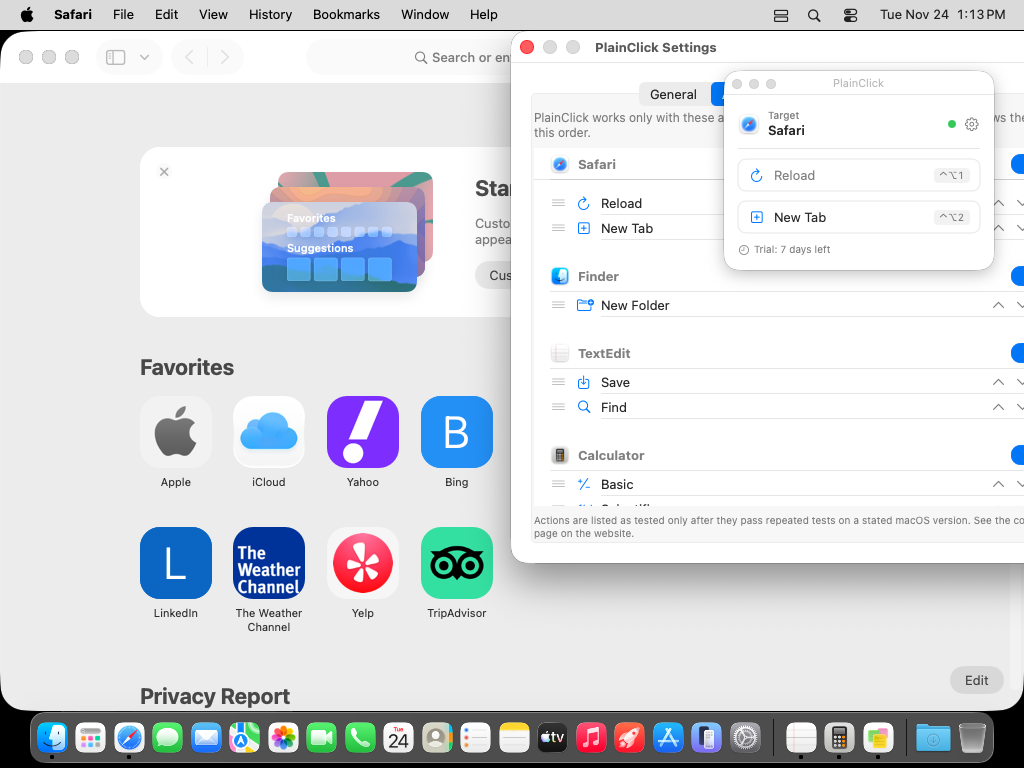 Safari File Edit View History Bookmarks Window Help Tue Nov 24 1:13 PM
Search or en
PlainClick Settings
General
PlainClick works only with these a
ws the
this order.
Safari
Reload
New Tab
Finder
New Folder
TextEdit
Save
Find
Calculator
Basic
Actions are listed as tested only after they pass repeated tests on a stated macOS version. See the co
page on the website.
PlainClick
Target
Safari
Reload ^⌥1
New Tab ^⌥2
Trial: 7 days left
Favorites
Suggestions
Star
Custo
appea
Cus
Favorites
Apple
iCloud
Yahoo
B
Bing
L
LinkedIn
The
Weather
Channel
The Weather
Channel
Yelp
TripAdvisor
Privacy Report
Edit
Tue
24
tv